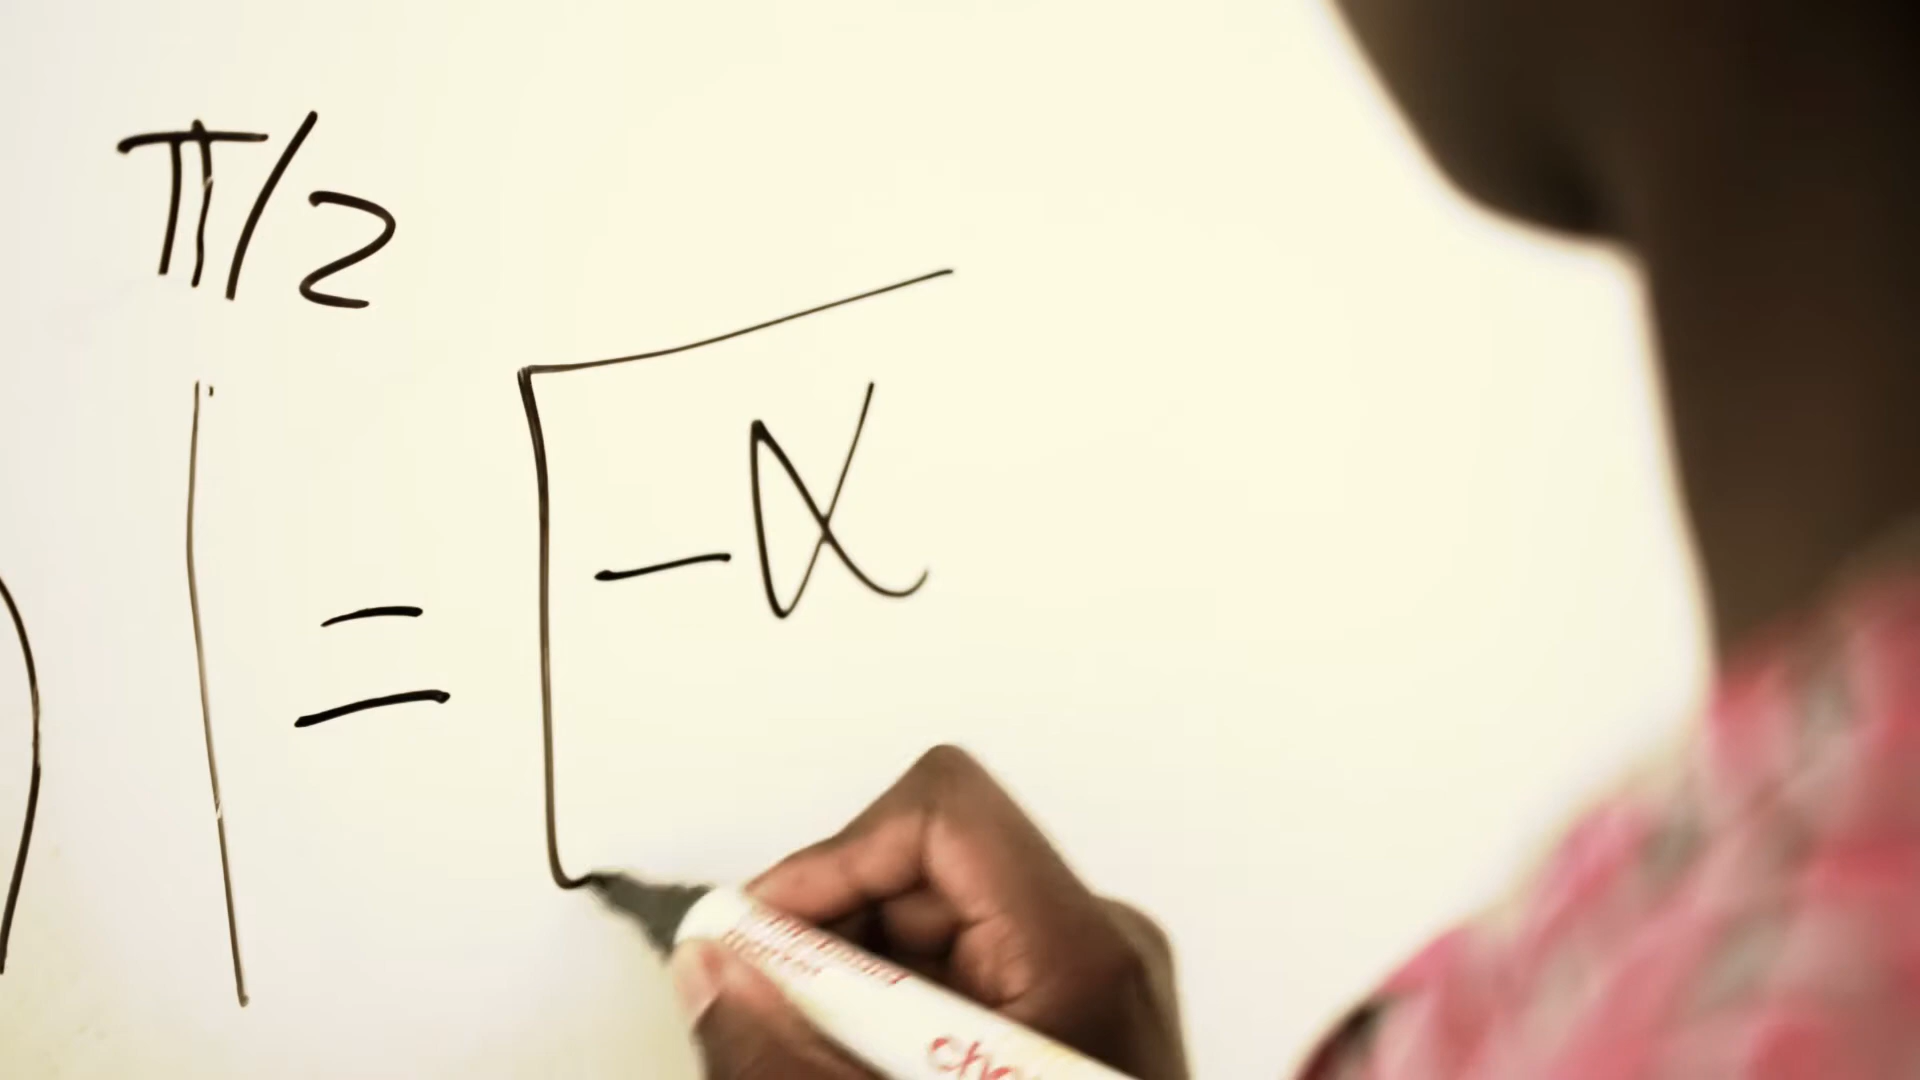 π/2
) | = [ -α